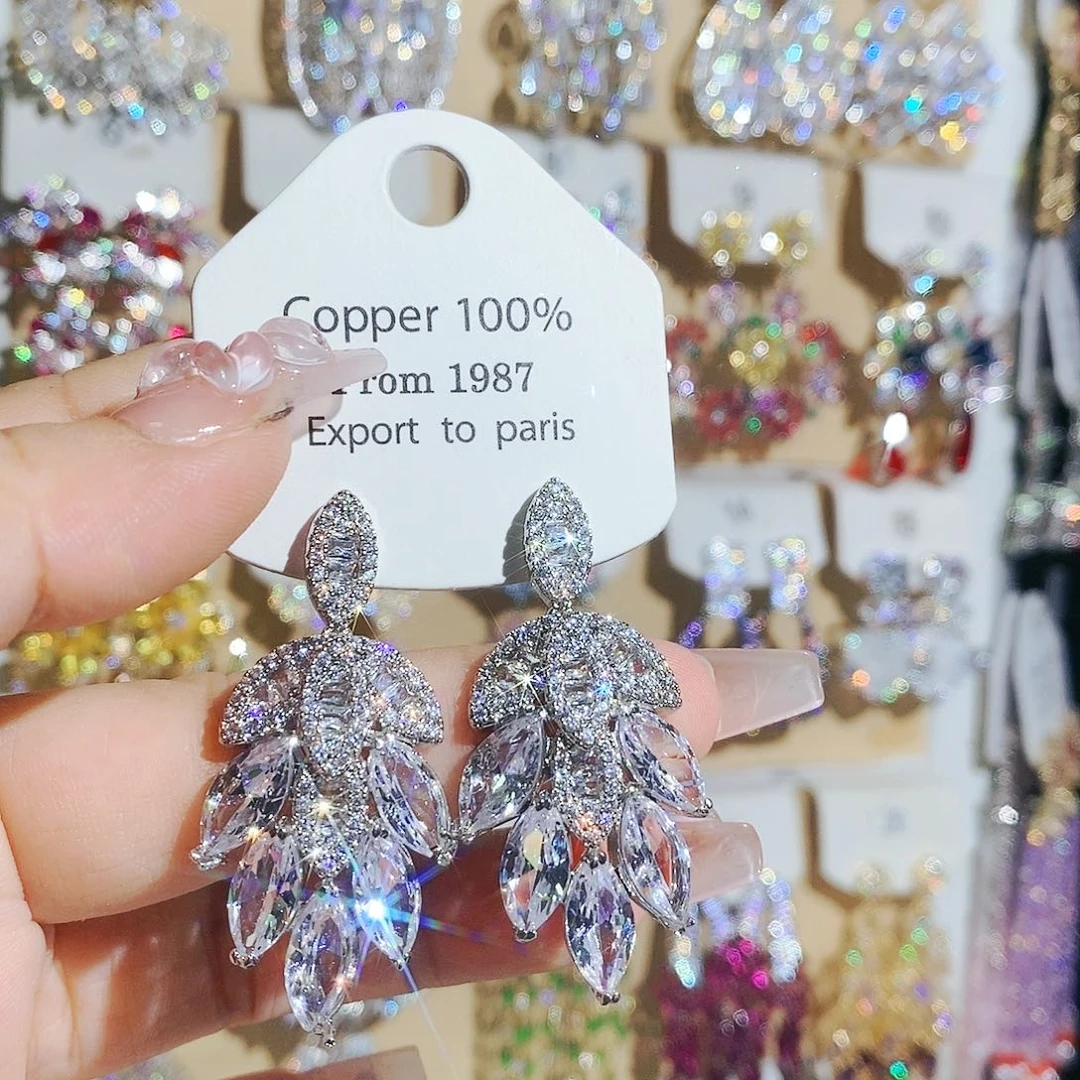 Copper 100%
From 1987
Export to paris